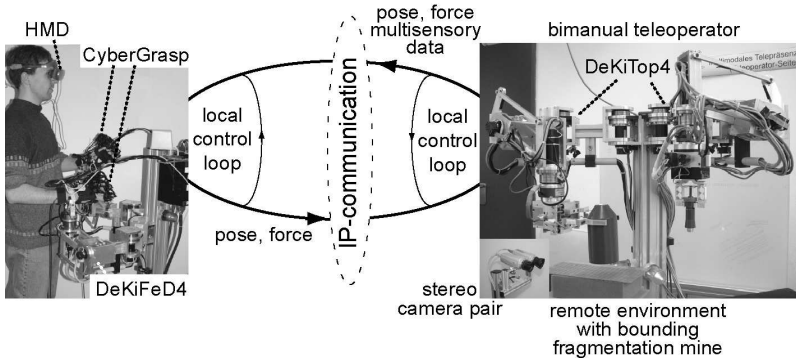 HMD
CyberGrasp
local
control
loop
pose, force
DeKiFeD4
IP-communication
pose, force
multisensory
data
local
control
loop
stereo
camera pair
bimanual teleoperator
DeKiTop4
remote environment
with bounding
fragmentation mine